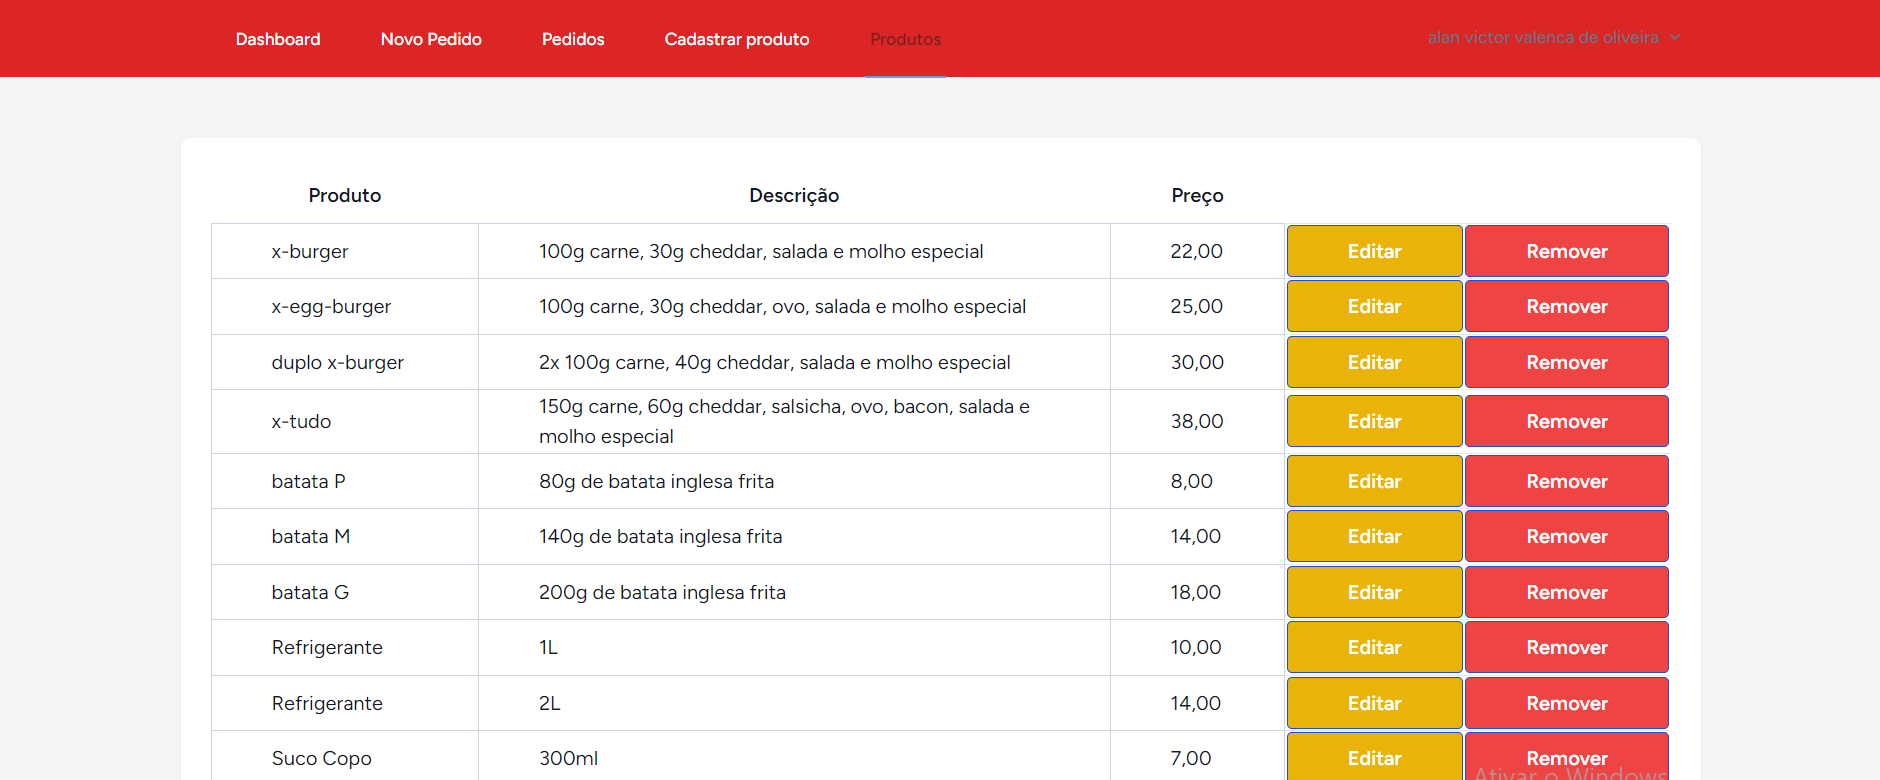 Dashboard Novo Pedido Pedidos Cadastrar produto Produtos alan victor valenca de oliveira
Produto Descrição Preço
x-burger 100g carne, 30g cheddar, salada e molho especial 22,00 Editar Remover
x-egg-burger 100g carne, 30g cheddar, ovo, salada e molho especial 25,00 Editar Remover
duplo x-burger 2x 100g carne, 40g cheddar, salada e molho especial 30,00 Editar Remover
x-tudo 150g carne, 60g cheddar, salsicha, ovo, bacon, salada e
molho especial 38,00 Editar Remover
batata P 80g de batata inglesa frita 8,00 Editar Remover
batata M 140g de batata inglesa frita 14,00 Editar Remover
batata G 200g de batata inglesa frita 18,00 Editar Remover
Refrigerante 1L 10,00 Editar Remover
Refrigerante 2L 14,00 Editar Remover
Suco Copo 300ml 7,00 Editar Remover
Ativar o Windows